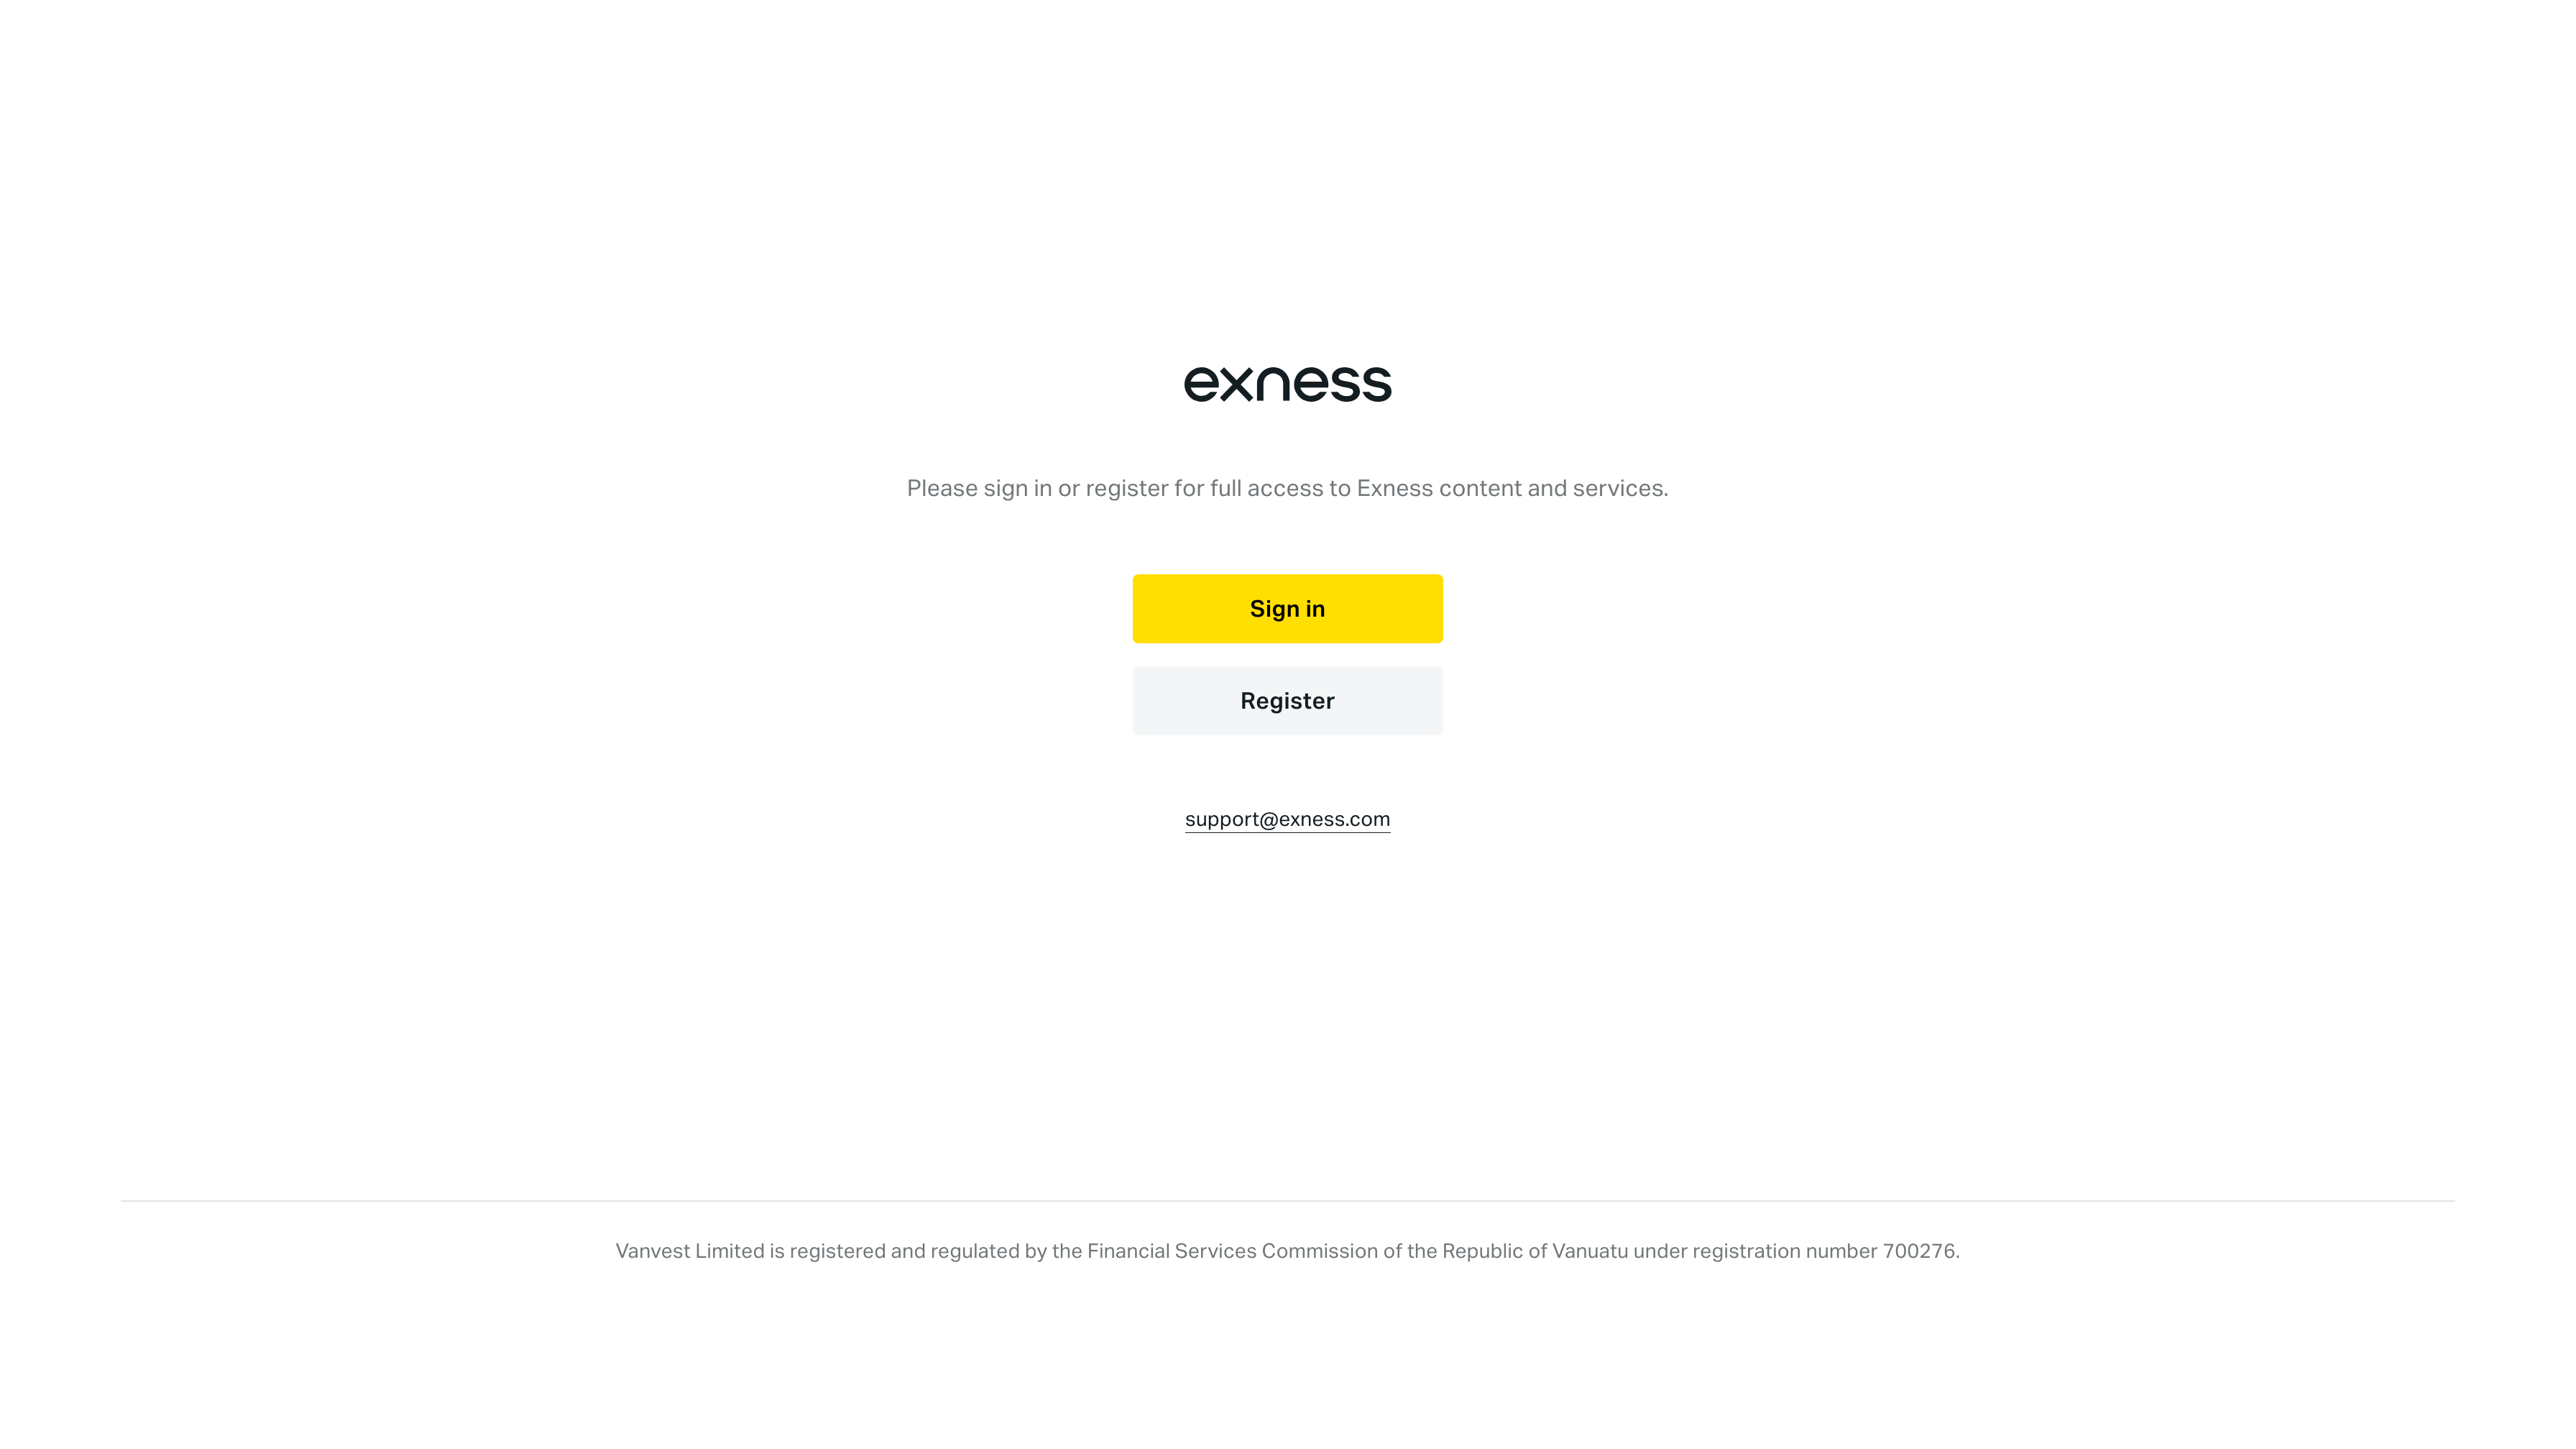 exness
Please sign in or register for full access to Exness content and services.
Sign in
Register
support@exness.com
Vanvest Limited is registered and regulated by the Financial Services Commission of the Republic of Vanuatu under registration number 700276.